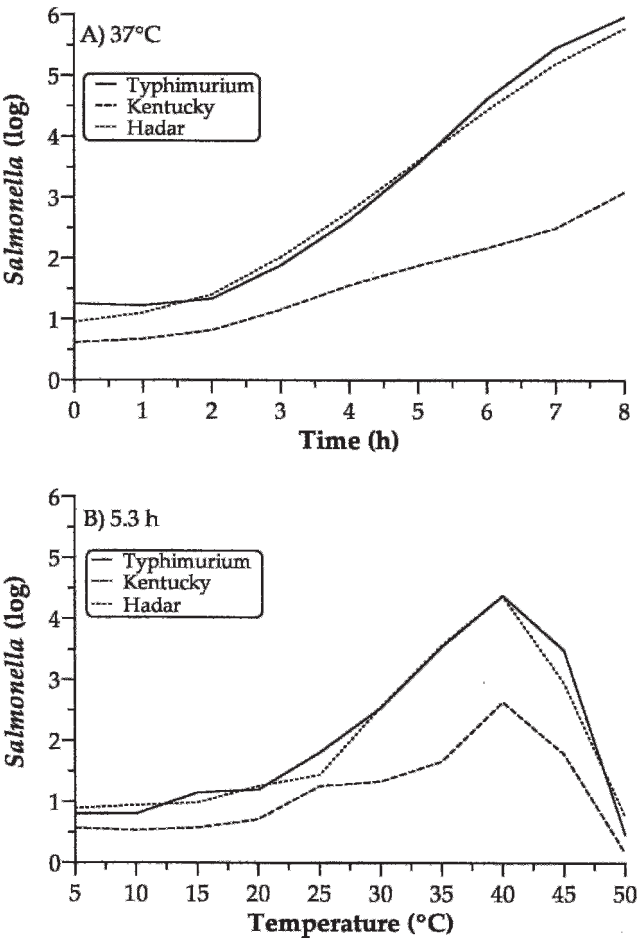 A) 37°C
Typhimurium
Kentucky
Hadar
6
5
4
3
2
1
0
Salmonella (log)
0 1 2 3 4 5 6 7 8
Time (h)
B) 5.3 h
Typhimurium
Kentucky
Hadar
6
5
4
3
2
1
0
Salmonella (log)
5 10 15 20 25 30 35 40 45 50
Temperature (°C)